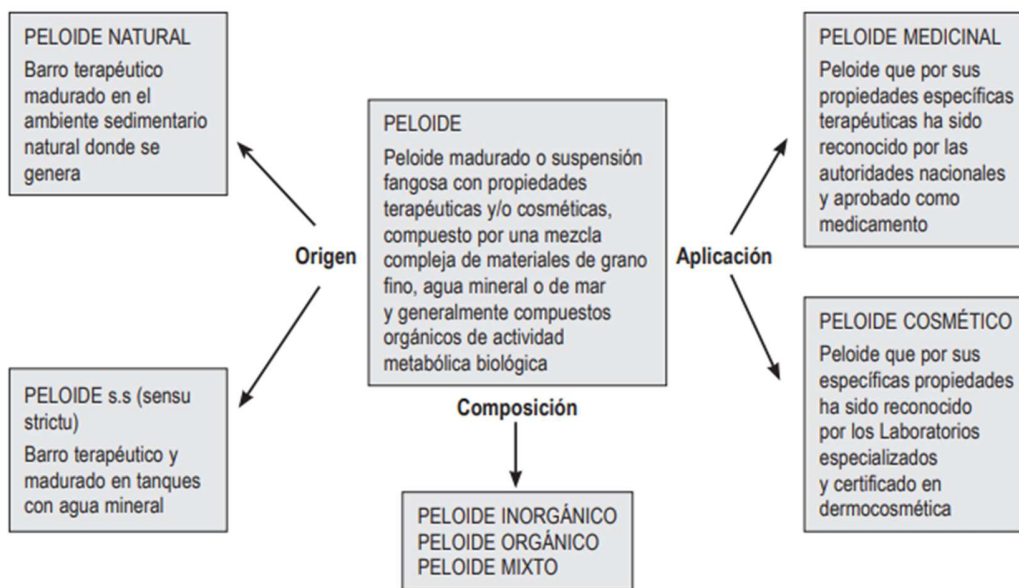 PELOIDE NATURAL
Barro terapéutico
madurado en el
ambiente sedimentario
natural donde se
genera
PELOIDE s.s (sensu
strictu)
Barro terapéutico y
madurado en tanques
con agua mineral
Origen
PELOIDE
Peloide madurado o suspensión
fangosa con propiedades
terapéuticas y/o cosméticas,
compuesto por una mezcla
compleja de materiales de grano
fino, agua mineral o de mar
y generalmente compuestos
orgánicos de actividad
metabólica biológica
Composición
PELOIDE INORGÁNICO
PELOIDE ORGÁNICO
PELOIDE MIXTO
Aplicación
PELOIDE MEDICINAL
Peloide que por sus
propiedades específicas
terapéuticas ha sido
reconocido por las
autoridades nacionales
y aprobado como
medicamento
PELOIDE COSMÉTICO
Peloide que por sus
específicas propiedades
ha sido reconocido
por los Laboratorios
especializados
y certificado en
dermocosmética